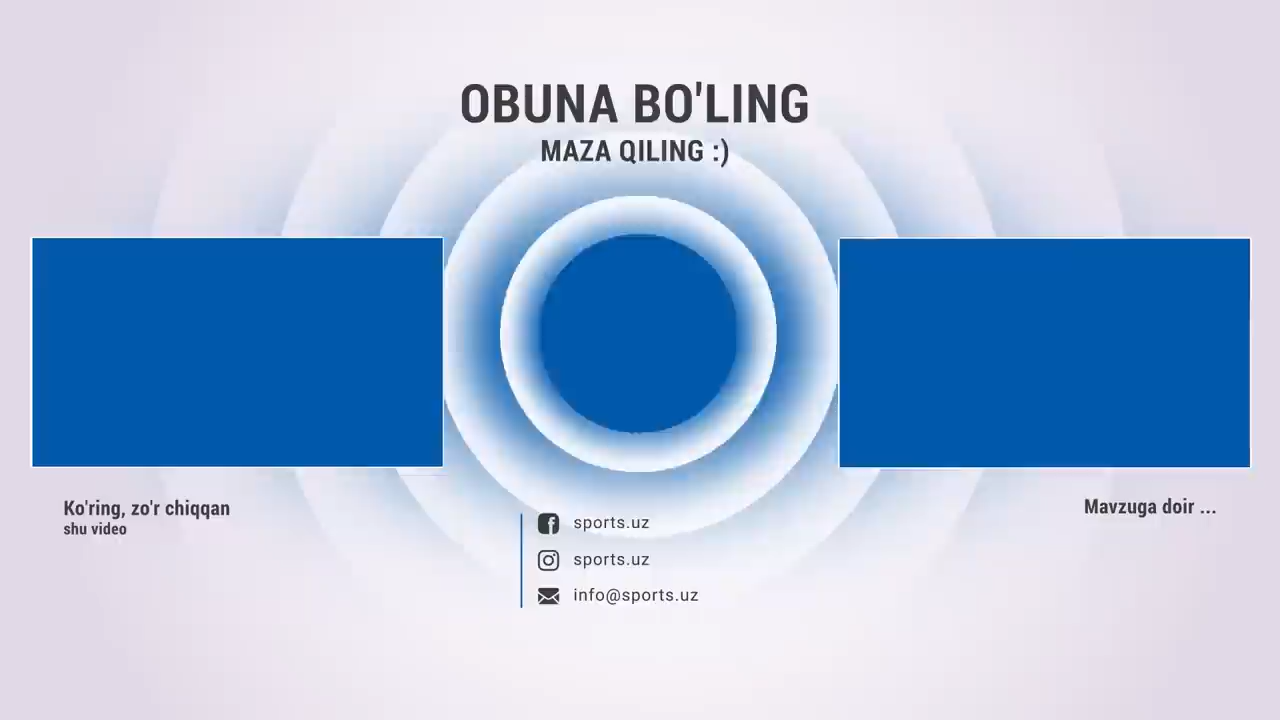 OBUNA BO'LING
MAZA QILING :)
Ko'ring, zo'r chiqqan
shu video
Mavzuga doir ...
sports.uz
sports.uz
info@sports.uz